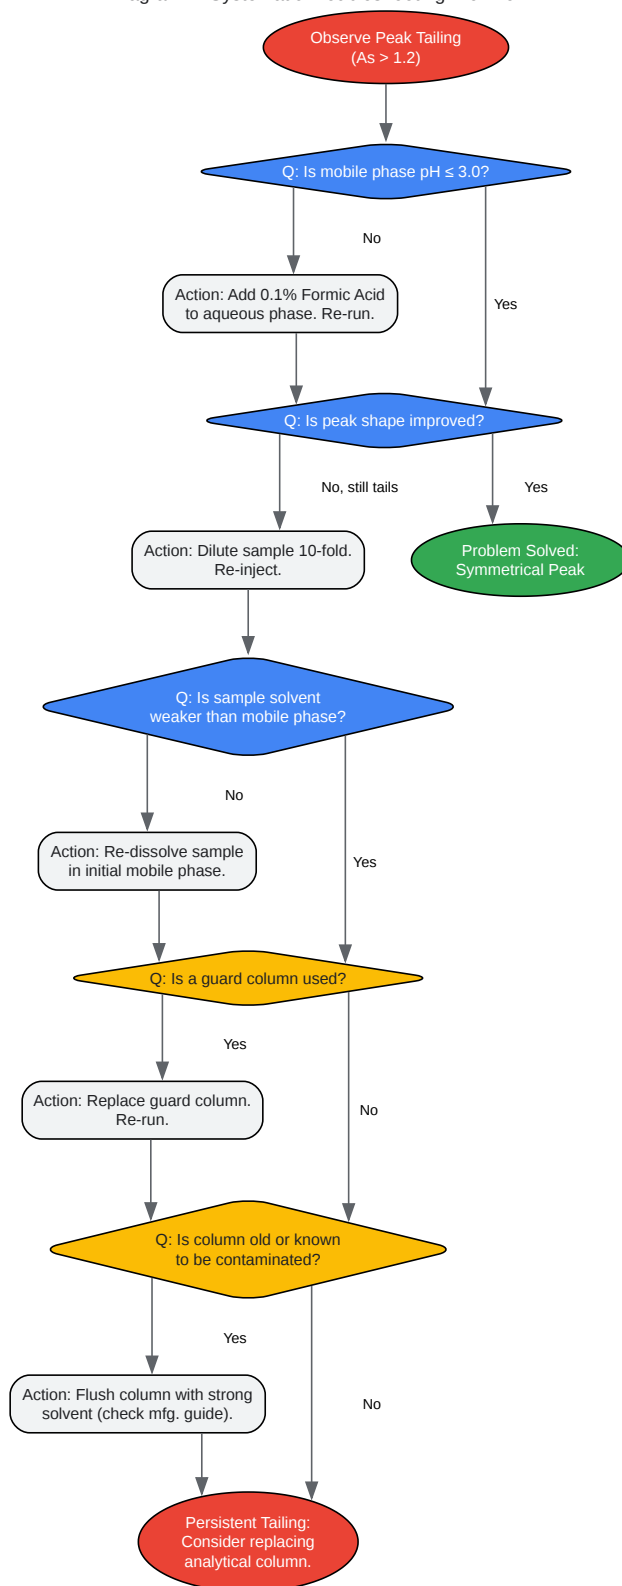 Observe Peak Tailing
(As > 1.2)
Q: Is mobile phase pH ≤ 3.0?
No
Action: Add 0.1% Formic Acid
to aqueous phase. Re-run.
Yes
Q: Is peak shape improved?
No, still tails
Yes
Action: Dilute sample 10-fold.
Re-inject.
Problem Solved:
Symmetrical Peak
Q: Is sample solvent
weaker than mobile phase?
No
Action: Re-dissolve sample
in initial mobile phase.
Yes
Q: Is a guard column used?
Yes
Action: Replace guard column.
Re-run.
No
Q: Is column old or known
to be contaminated?
Yes
Action: Flush column with strong
solvent (check mfg. guide).
No
Persistent Tailing:
Consider replacing
analytical column.